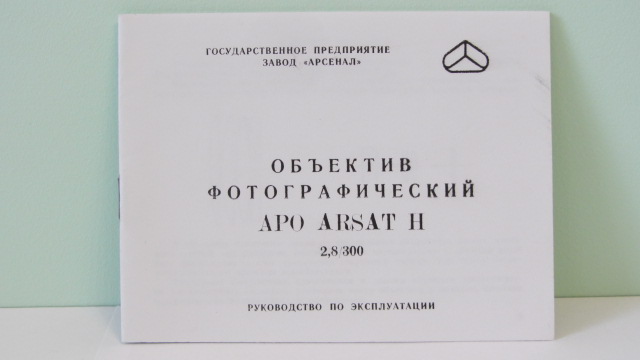 ГОСУДАРСТВЕННОЕ ПРЕДПРИЯТИЕ
ЗАВОД «АРСЕНАЛ»
ОБЪЕКТИВ
ФОТОГРАФИЧЕСКИЙ
APO ARSAT H
2,8/300
РУКОВОДСТВО ПО ЭКСПЛУАТАЦИИ